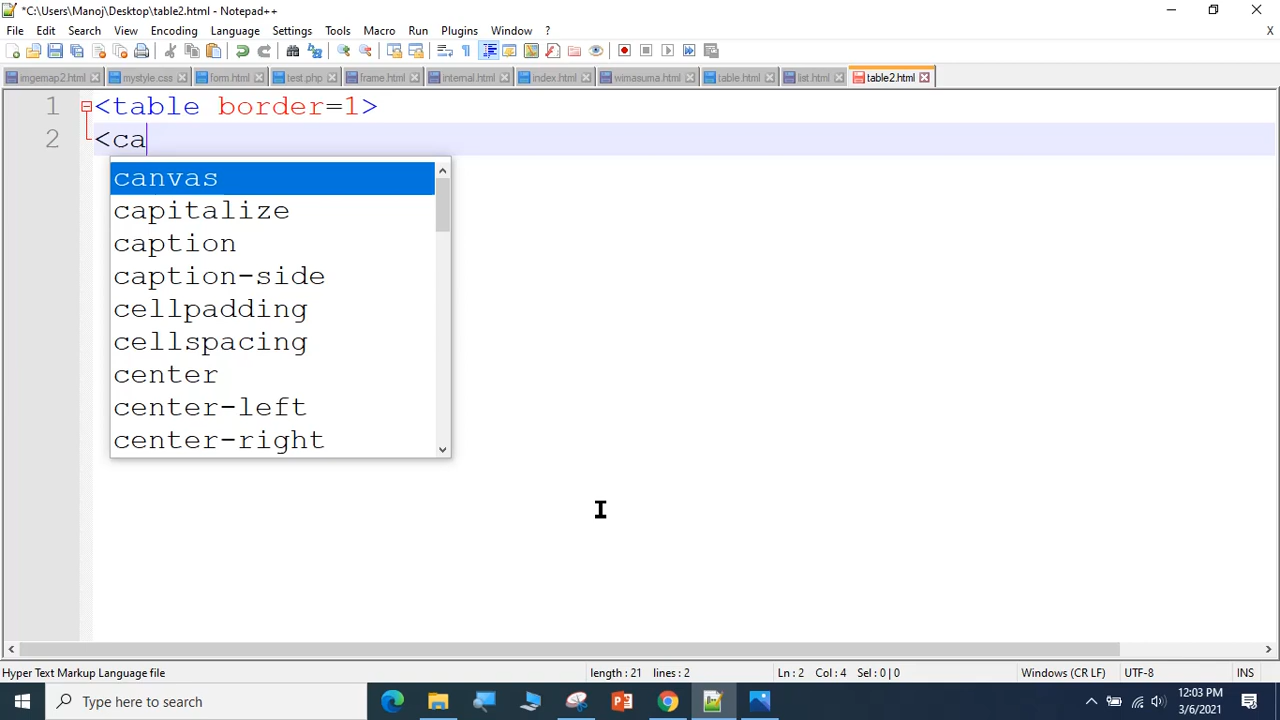 *C:\Users\Manoj\Desktop\table2.html - Notepad++
File Edit Search View Encoding Language Settings Tools Macro Run Plugins Window ? X
imgemap2.html mystyle.css form.html test.php frame.html internal.html index.html wimasuma.html table.html list.html table2.html
1 <table border=1>
2 <ca
canvas
capitalize
caption
caption-side
cellpadding
cellspacing
center
center-left
center-right
Hyper Text Markup Language file length : 21 lines : 2 Ln : 2 Col : 4 Sel : 0 | 0 Windows (CR LF) UTF-8 INS
Type here to search
12:03 PM
3/6/2021